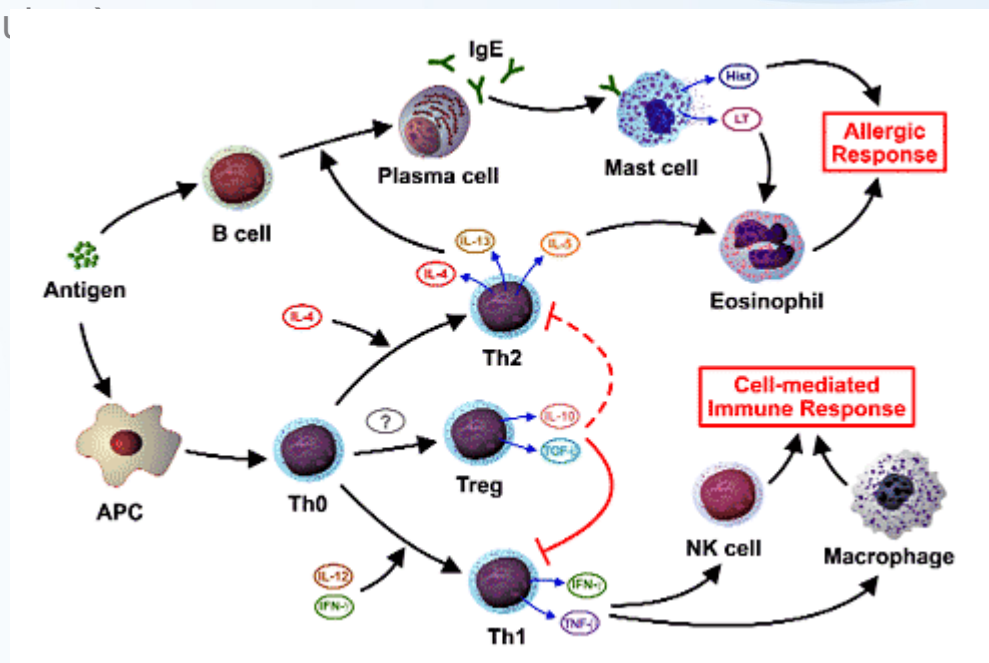 IgE
Hist
LT
Allergic
Response
Mast cell
Plasma cell
B cell
IL-13
IL-5
IL-4
Antigen
Eosinophil
IL-4
Th2
Cell-mediated
Immune Response
?
IL-10
Treg
APC
Th0
NK cell
Macrophage
IL-12
IFN-γ
Th1